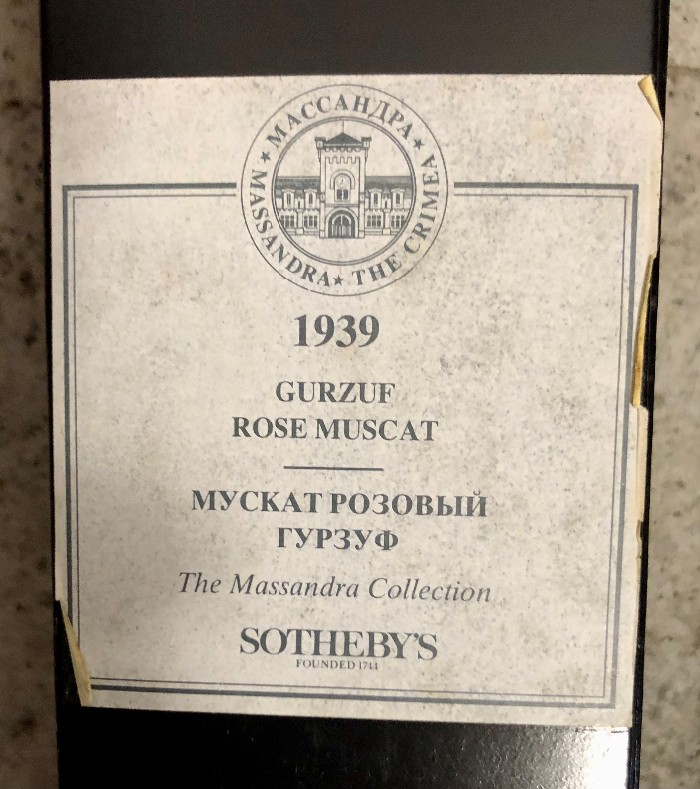 ★ МАССАНДРА ★
MASSANDRA ★ THE CRIMEA
1939
GURZUF
ROSE MUSCAT
МУСКАТ РОЗОВЫЙ
ГУРЗУФ
The Massandra Collection
SOTHEBY'S
FOUNDED 1744